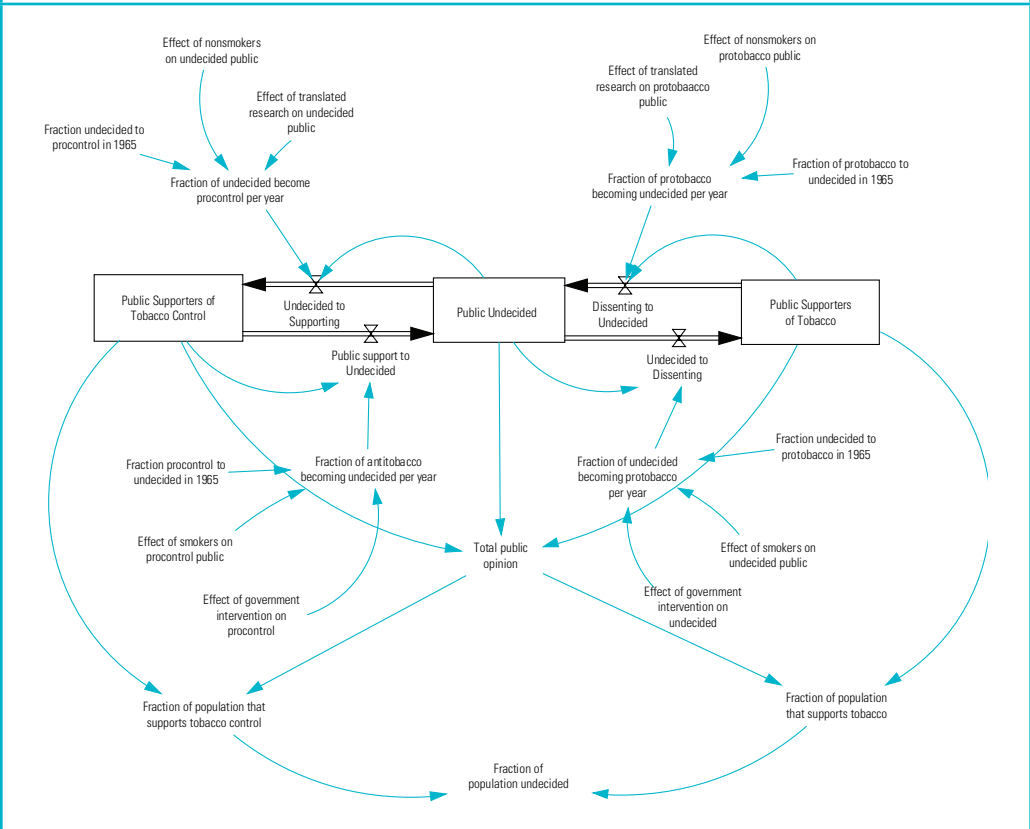 Effect of nonsmokers
on undecided public
Effect of nonsmokers on
protobacco public
Effect of translated
research on protobaacco
public
Effect of translated
research on undecided
public
Fraction undecided to
procontrol in 1965
Fraction of protobacco to
undecided in 1965
Fraction of undecided become
procontrol per year
Fraction of protobacco
becoming undecided per year
Public Supporters of
Tobacco Control
Undecided to
Supporting
Public Undecided
Dissenting to
Undecided
Public Supporters
of Tobacco
Public support to
Undecided
Undecided to
Dissenting
Fraction procontrol to
undecided in 1965
Fraction of antitobacco
becoming undecided per year
Fraction of undecided
becoming protobacco
per year
Fraction undecided to
protobacco in 1965
Effect of smokers on
procontrol public
Total public
opinion
Effect of smokers on
undecided public
Effect of government
intervention on
procontrol
Effect of government
intervention on
undecided
Fraction of population that
supports tobacco control
Fraction of population
that supports tobacco
Fraction of
population undecided